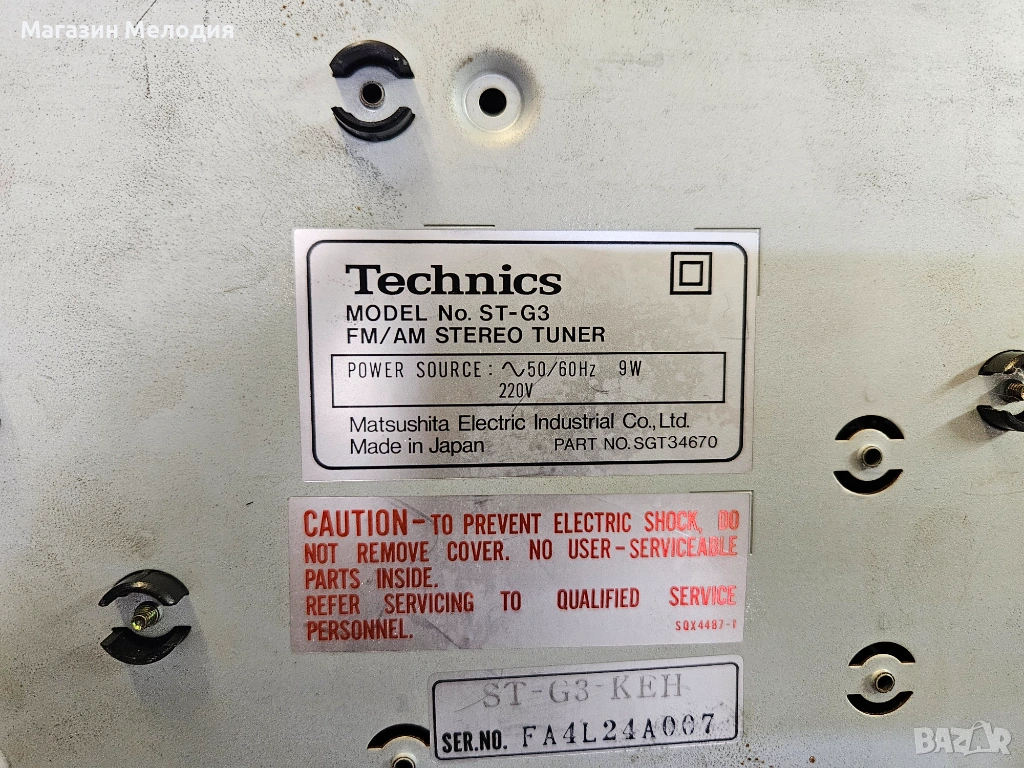 Магазин Мелодия
Technics
MODEL No. ST-G3
FM/AM STEREO TUNER
POWER SOURCE: ∿50/60Hz 9W
220V
Matsushita Electric Industrial Co., Ltd.
Made in Japan PART NO. SGT34670
CAUTION-TO PREVENT ELECTRIC SHOCK, DO
NOT REMOVE COVER. NO USER-SERVICEABLE
PARTS INSIDE.
REFER SERVICING TO QUALIFIED SERVICE
PERSONNEL.
SQX4487-1
ST-G3-KEH
SER.NO. FA4L24A007
BAZAR